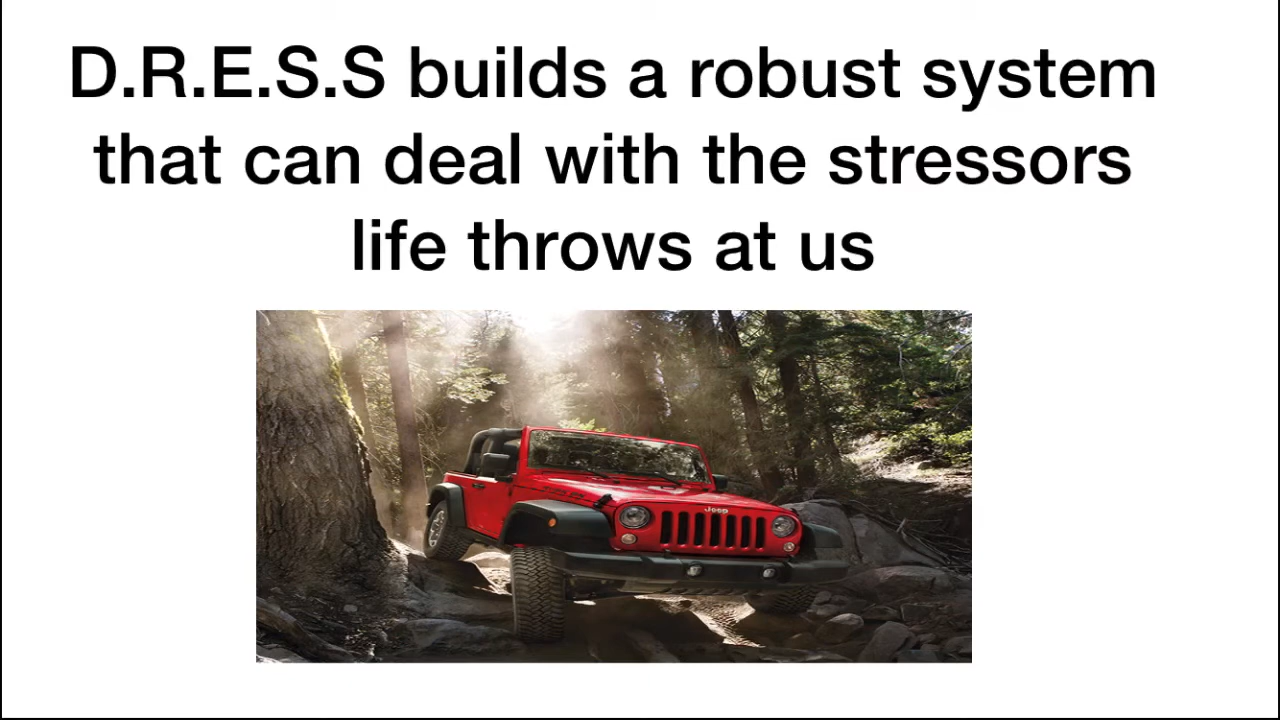 D.R.E.S.S builds a robust system
that can deal with the stressors
life throws at us
Jeep